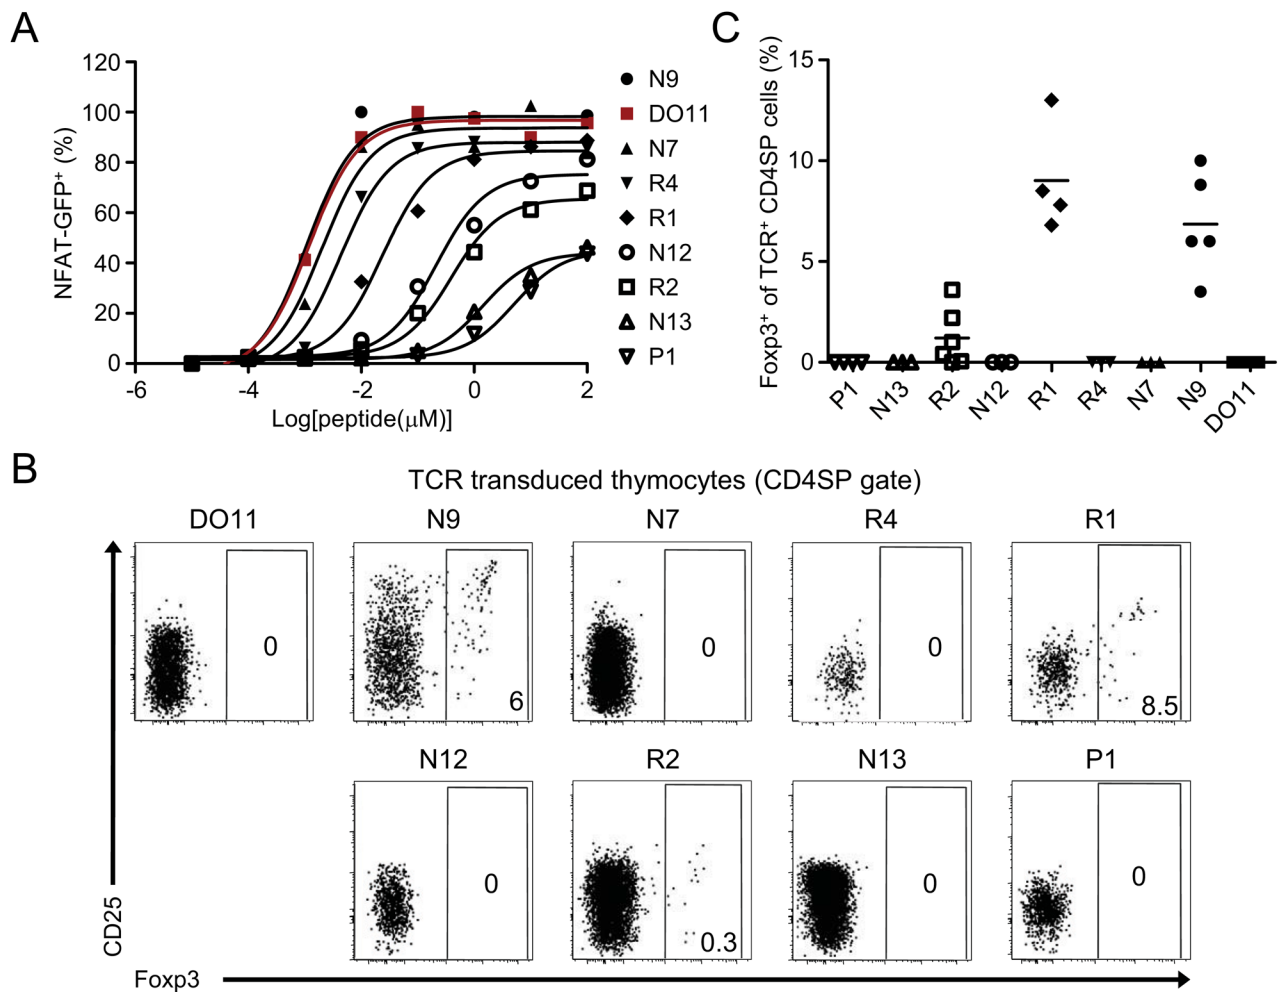 A
NFAT-GFP⁺ (%)
120
100
80
60
40
20
0
-6
-4
-2
0
2
Log[peptide(μM)]
N9
DO11
N7
R4
R1
N12
R2
N13
P1
C
Foxp3⁺ of TCR⁺ CD4SP cells (%)
15
10
5
0
P1
N13
R2
N12
R1
R4
N7
N9
DO11
B
TCR transduced thymocytes (CD4SP gate)
DO11
N9
N7
R4
R1
0
6
0
0
8.5
N12
R2
N13
P1
0
0.3
0
0
CD25
Foxp3